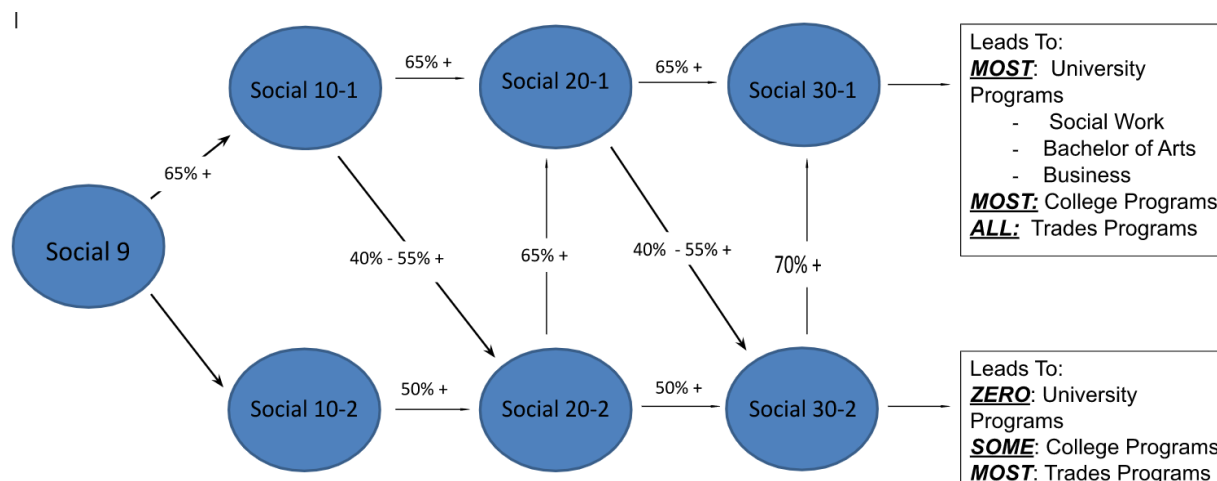 l
Social 9
65% +
Social 10-1
65% +
Social 20-1
65% +
Social 30-1
40% - 55% +
65% +
40% - 55% +
70% +
Social 10-2
50% +
Social 20-2
50% +
Social 30-2
Leads To:
MOST: University
Programs
- Social Work
- Bachelor of Arts
- Business
MOST: College Programs
ALL: Trades Programs
Leads To:
ZERO: University
Programs
SOME: College Programs
MOST: Trades Programs